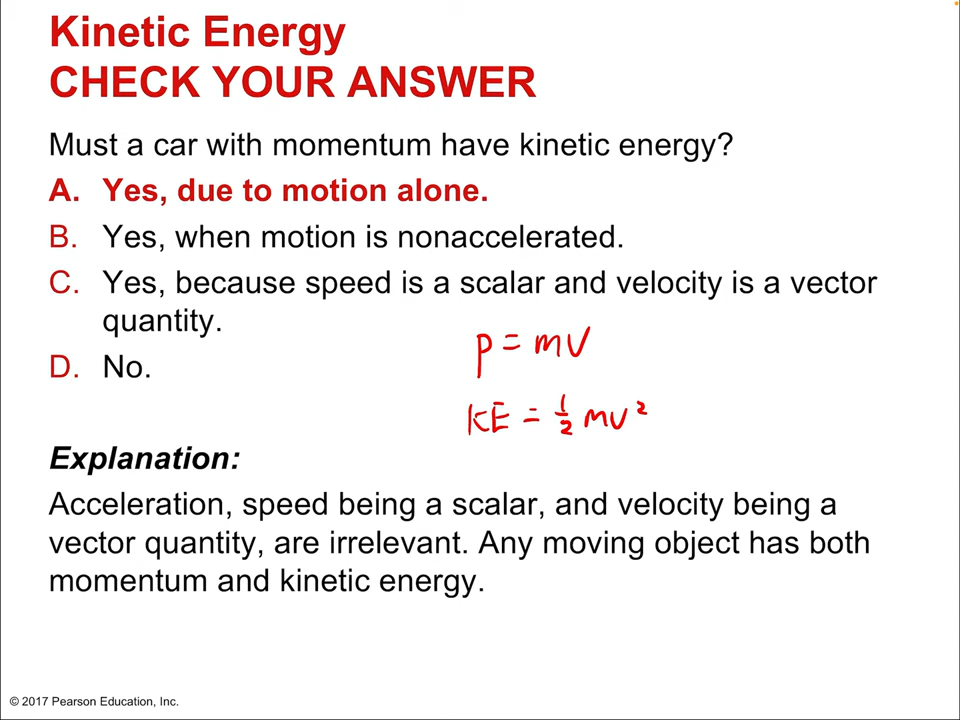 Kinetic Energy
CHECK YOUR ANSWER
Must a car with momentum have kinetic energy?
A. Yes, due to motion alone.
B. Yes, when motion is nonaccelerated.
C. Yes, because speed is a scalar and velocity is a vector
quantity.
p = mv
D. No.
KE = ½ mv²
Explanation:
Acceleration, speed being a scalar, and velocity being a
vector quantity, are irrelevant. Any moving object has both
momentum and kinetic energy.
© 2017 Pearson Education, Inc.